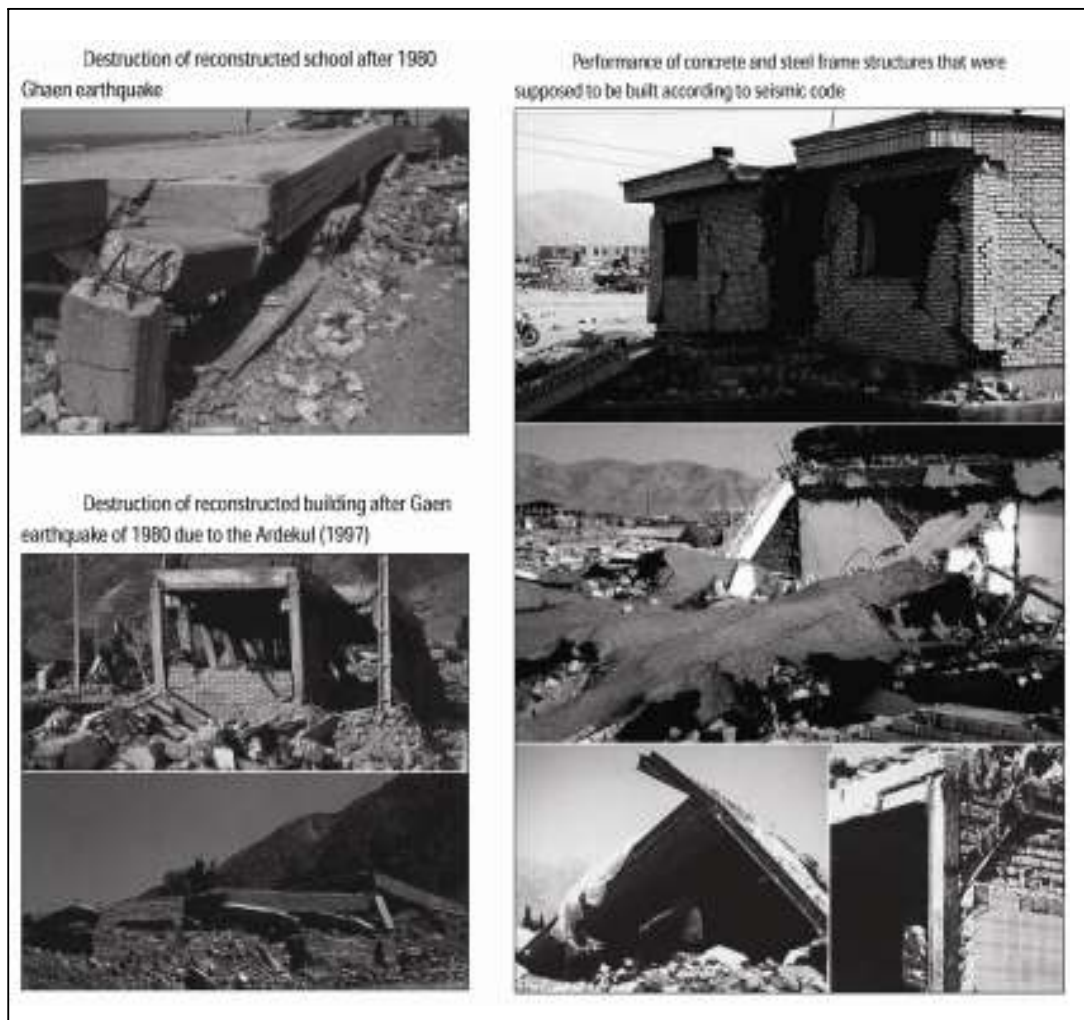 Destruction of reconstructed school after 1980
Ghaen earthquake
Destruction of reconstructed building after Gaen
earthquake of 1980 due to the Ardekul (1997)
Performance of concrete and steel frame structures that were
supposed to be built according to seismic code